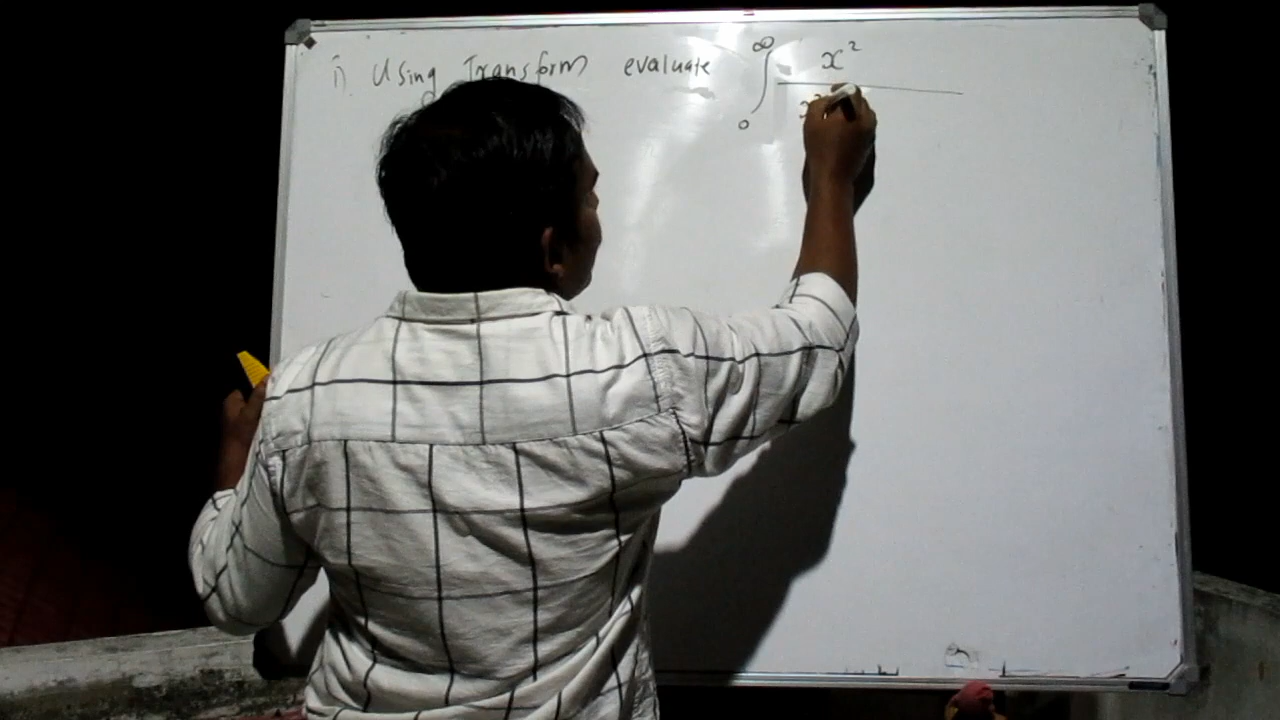 i) Using Transform evaluate ∫₀^∞ x²
x